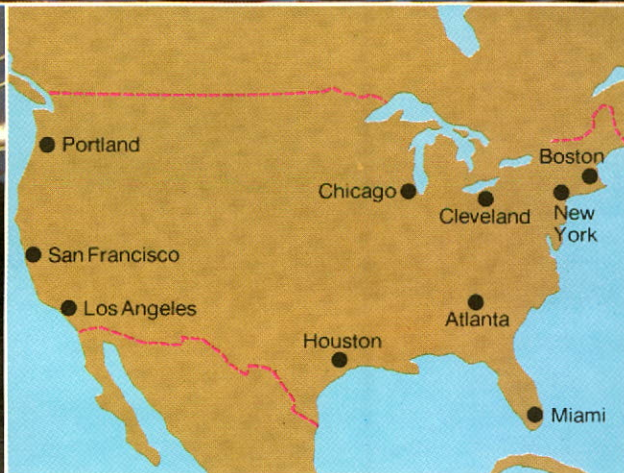 Portland
Boston
Chicago
Cleveland
New
York
San Francisco
Los Angeles
Atlanta
Houston
Miami